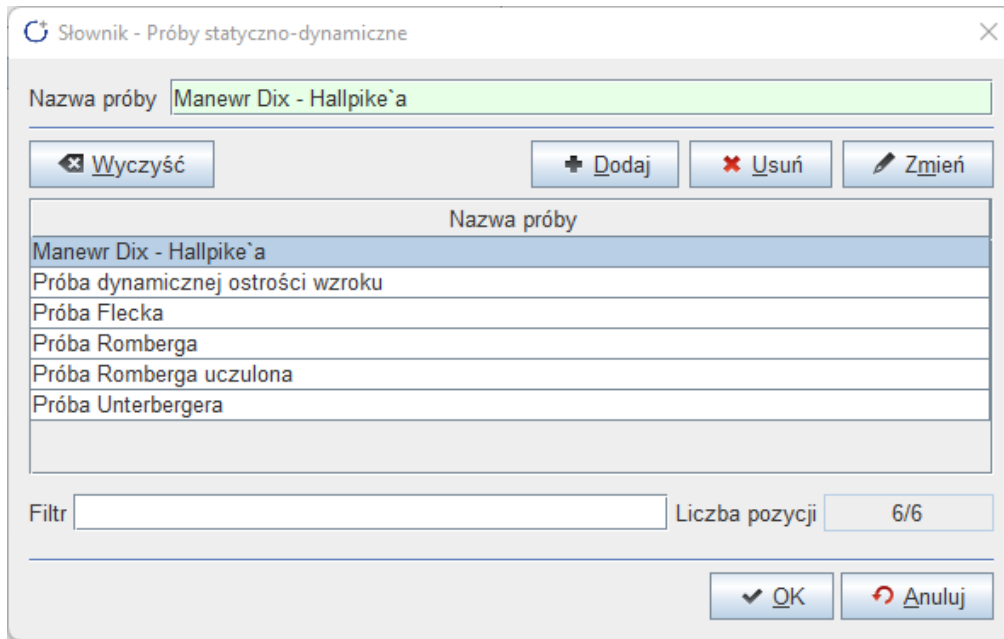 Słownik - Próby statyczno-dynamiczne
Nazwa próby Manewr Dix - Hallpike`a
Wyczyść Dodaj Usuń Zmień
Nazwa próby
Manewr Dix - Hallpike`a
Próba dynamicznej ostrości wzroku
Próba Flecka
Próba Romberga
Próba Romberga uczulona
Próba Unterbergera
Filtr Liczba pozycji 6/6
OK Anuluj